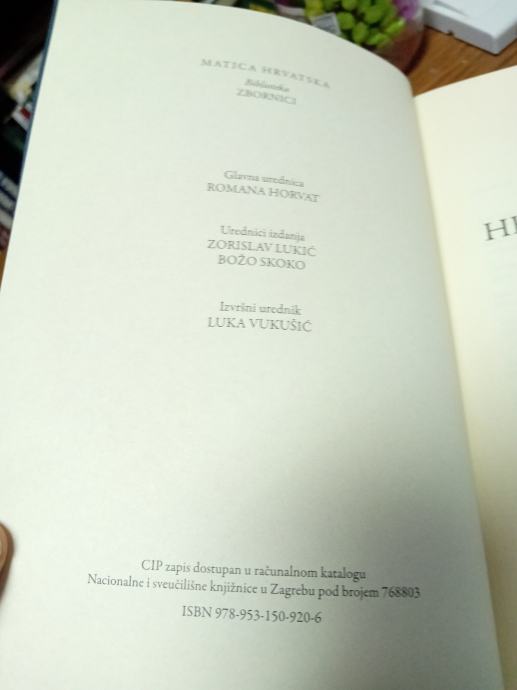 MATICA HRVATSKA
Biblioteka
ZBORNICI
Glavna urednica
ROMANA HORVAT
Urednici izdanja
ZORISLAV LUKIĆ
BOŽO SKOKO
Izvršni urednik
LUKA VUKUŠIĆ
CIP zapis dostupan u računalnom katalogu
Nacionalne i sveučilišne knjižnice u Zagrebu pod brojem 768803
ISBN 978-953-150-920-6